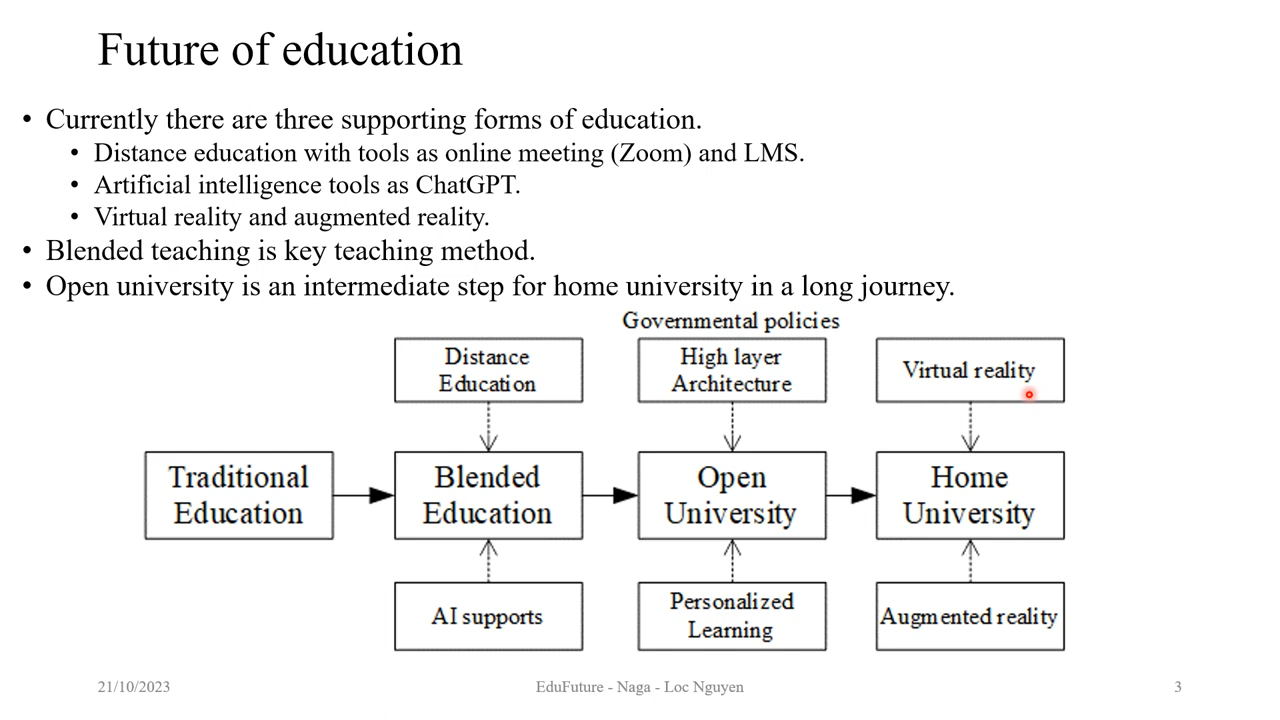 Future of education
• Currently there are three supporting forms of education.
• Distance education with tools as online meeting (Zoom) and LMS.
• Artificial intelligence tools as ChatGPT.
• Virtual reality and augmented reality.
• Blended teaching is key teaching method.
• Open university is an intermediate step for home university in a long journey.
Governmental policies
Distance
Education
High layer
Architecture
Virtual reality
Traditional
Education
Blended
Education
Open
University
Home
University
AI supports
Personalized
Learning
Augmented reality
21/10/2023
EduFuture - Naga - Loc Nguyen
3